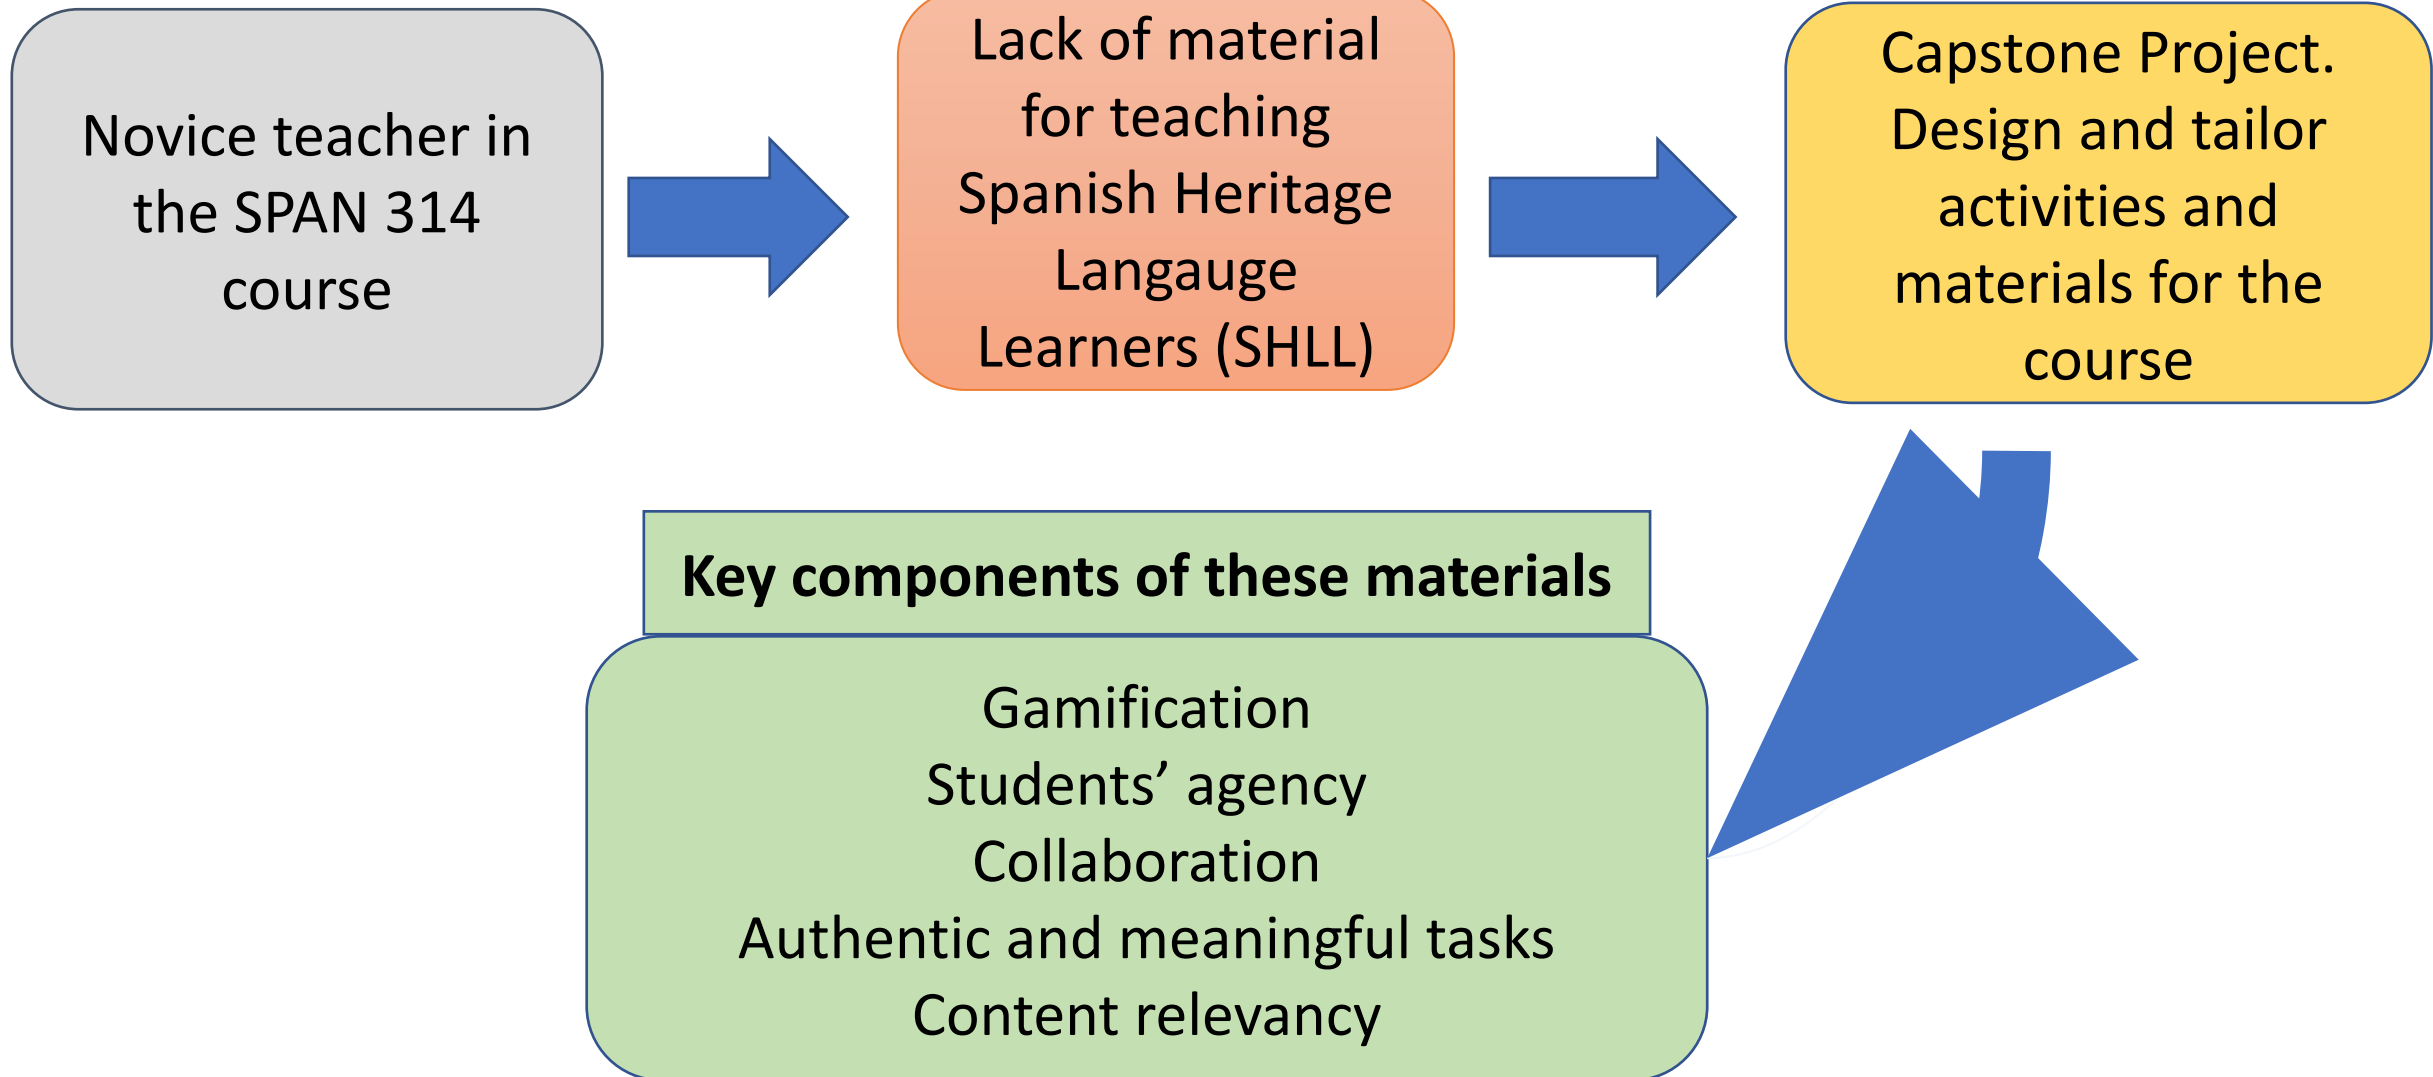 Novice teacher in
the SPAN 314
course
Lack of material
for teaching
Spanish Heritage
Langauge
Learners (SHLL)
Capstone Project.
Design and tailor
activities and
materials for the
course
Key components of these materials
Gamification
Students’ agency
Collaboration
Authentic and meaningful tasks
Content relevancy